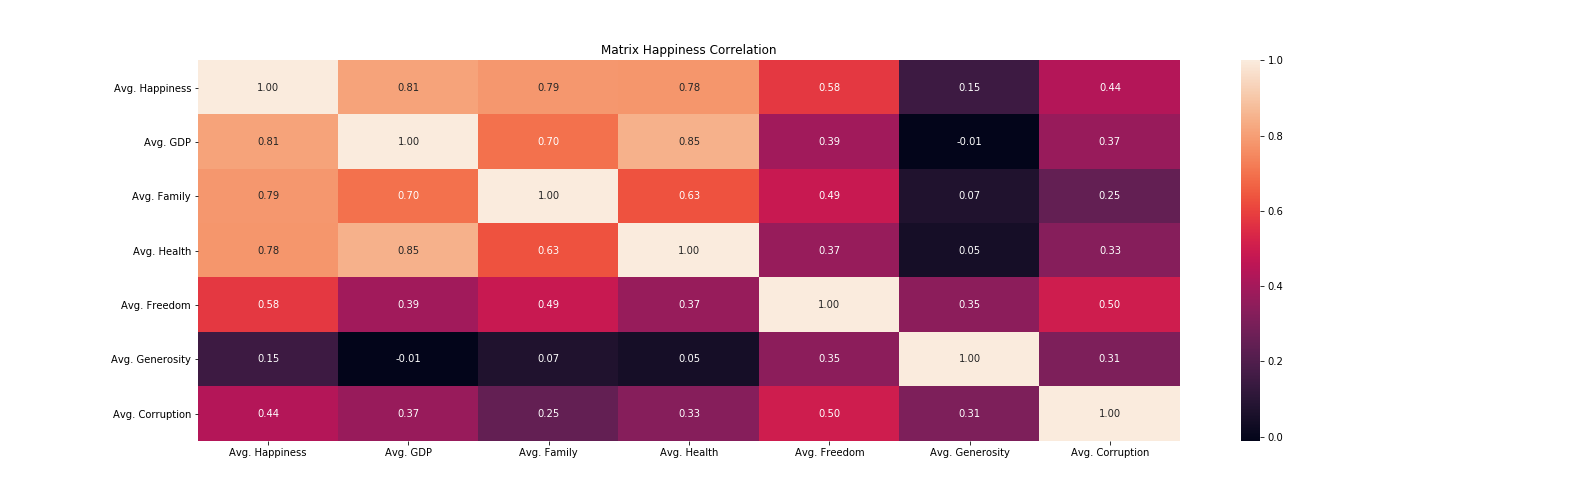 Matrix Happiness Correlation
Avg. Happiness 1.00 0.81 0.79 0.78 0.58 0.15 0.44
Avg. GDP 0.81 1.00 0.70 0.85 0.39 -0.01 0.37
Avg. Family 0.79 0.70 1.00 0.63 0.49 0.07 0.25
Avg. Health 0.78 0.85 0.63 1.00 0.37 0.05 0.33
Avg. Freedom 0.58 0.39 0.49 0.37 1.00 0.35 0.50
Avg. Generosity 0.15 -0.01 0.07 0.05 0.35 1.00 0.31
Avg. Corruption 0.44 0.37 0.25 0.33 0.50 0.31 1.00
Avg. Happiness Avg. GDP Avg. Family Avg. Health Avg. Freedom Avg. Generosity Avg. Corruption
1.0
0.8
0.6
0.4
0.2
0.0